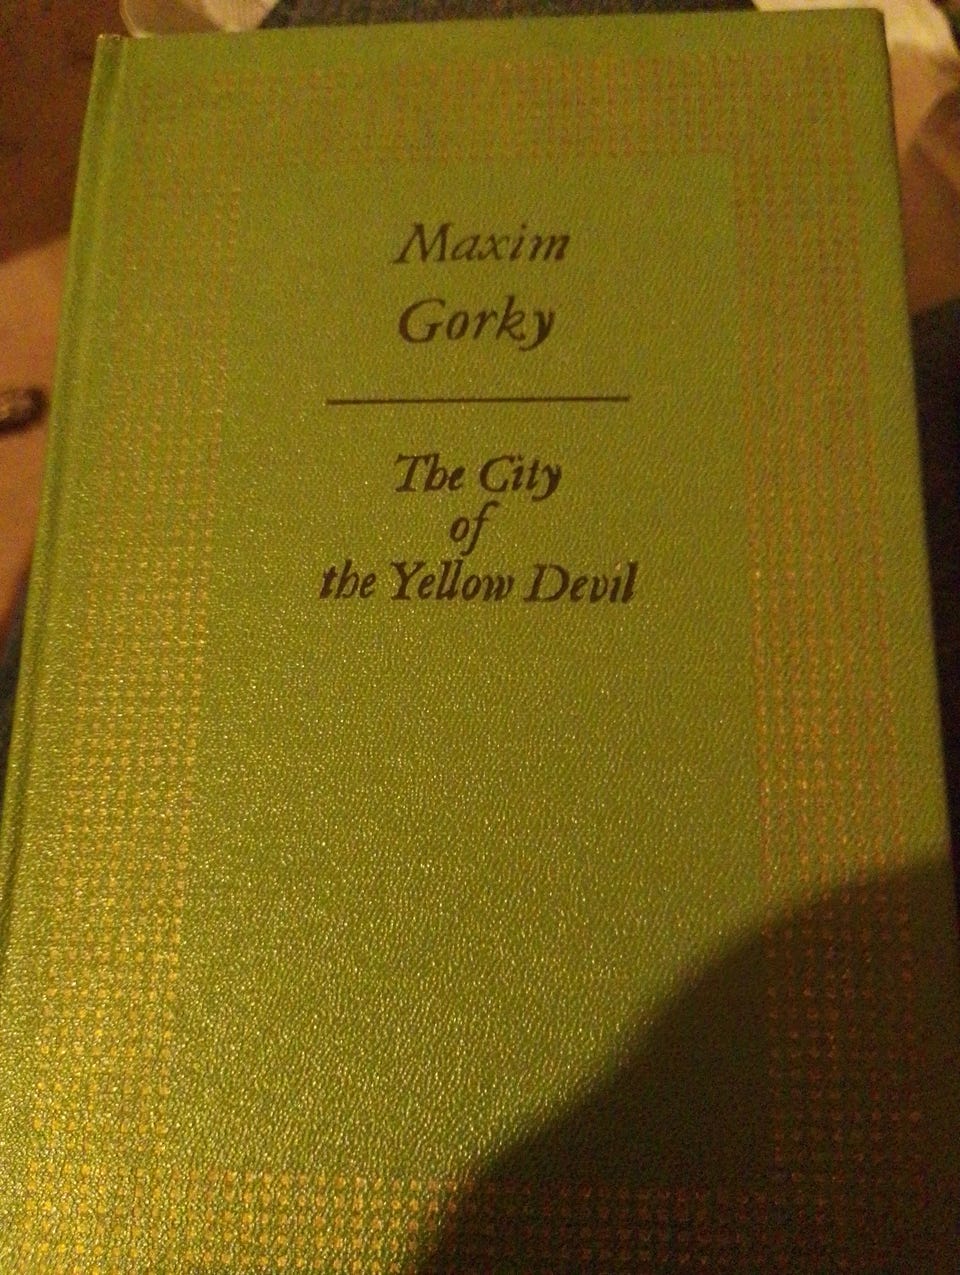 Maxim
Gorky
The City
of
the Yellow Devil